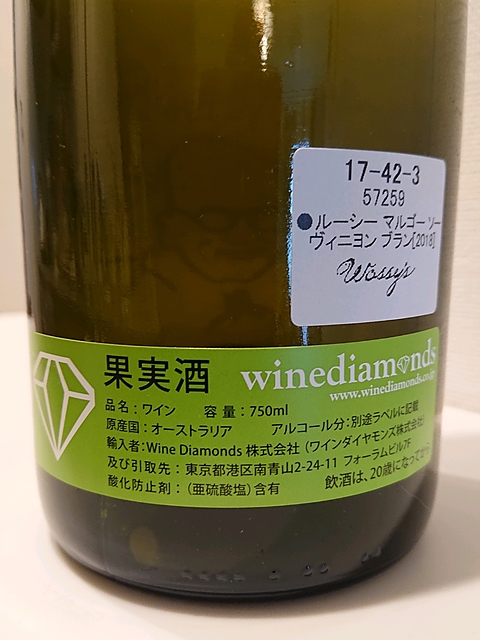 17-42-3
57259
●ルーシー マルゴー ソー
ヴィニヨン ブラン[2018]
Wassy's
果実酒 winediamonds
www.winediamonds.co.jp
品名：ワイン 容量：750ml
原産国：オーストラリア アルコール分：別途ラベルに記載
輸入者：Wine Diamonds 株式会社（ワインダイヤモンズ株式会社）
及び引取先：東京都港区南青山2-24-11 フォーラムビル7F
酸化防止剤：（亜硫酸塩）含有 飲酒は、20歳になってから